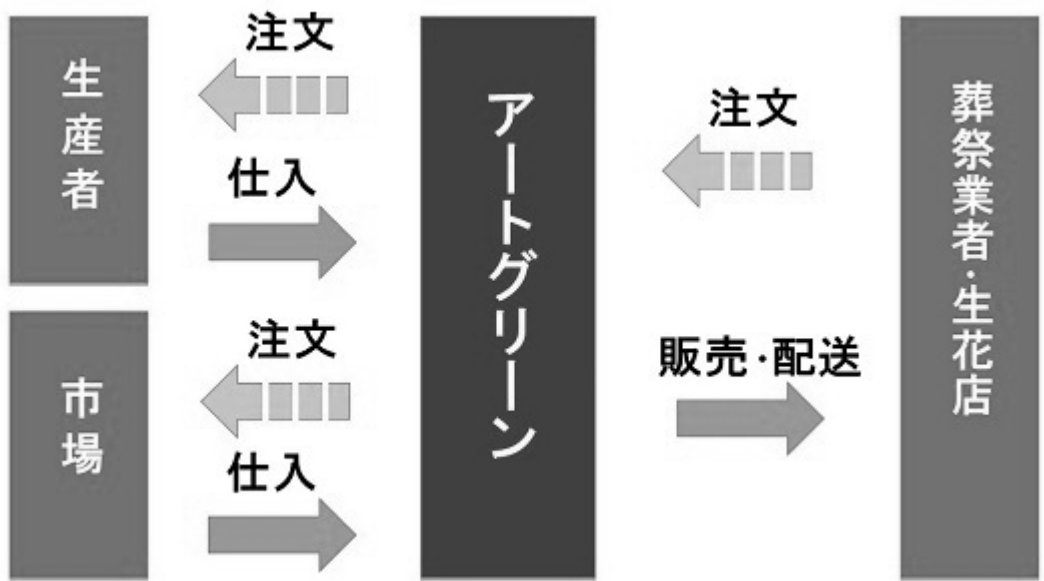 生産者
注文
仕入
市場
注文
仕入
アートグリーン
注文
販売・配送
葬祭業者・生花店